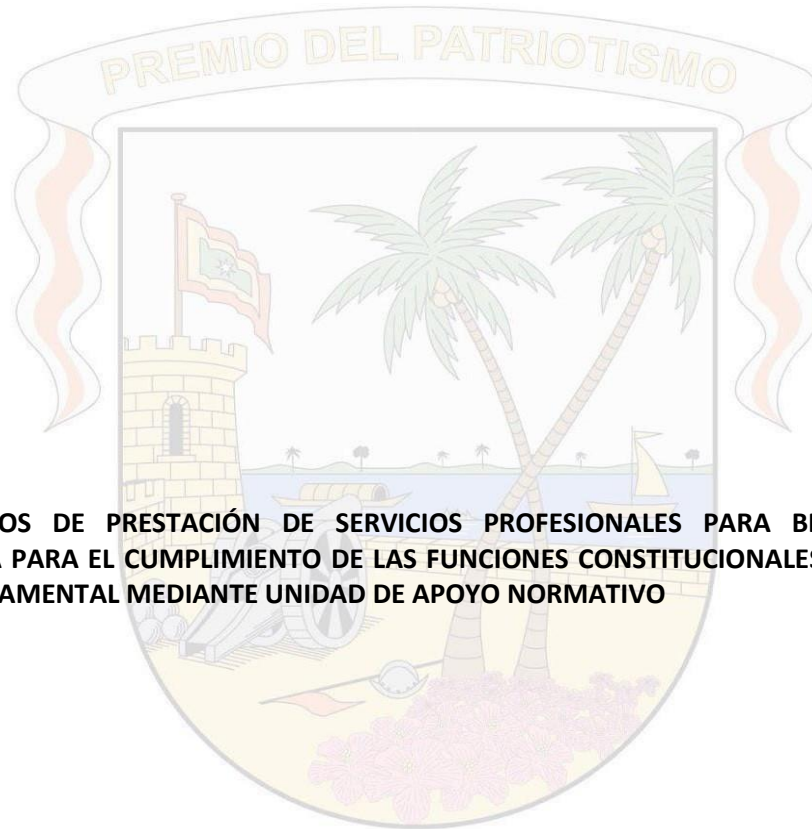 PREMIO DEL PATRIOTISMO
OS DE PRESTACIÓN DE SERVICIOS PROFESIONALES PARA
A PARA EL CUMPLIMIENTO DE LAS FUNCIONES CONSTITUCIONALES
AMENTAL MEDIANTE UNIDAD DE APOYO NORMATIVO